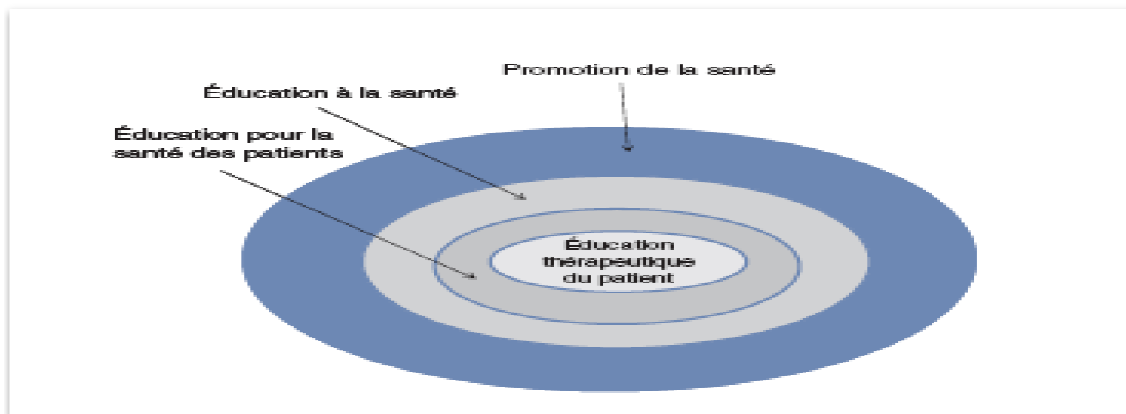 Promotion de la santé
Éducation à la santé
Éducation pour la
santé des patients
Éducation
thérapeutique
du patient